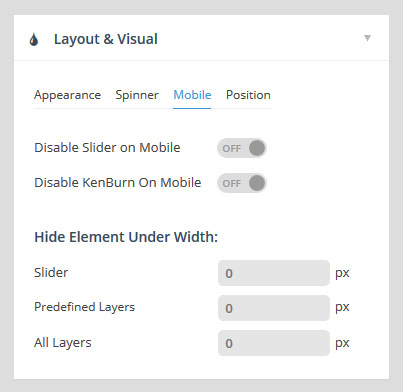 Layout & Visual
Appearance Spinner Mobile Position
Disable Slider on Mobile OFF
Disable KenBurn On Mobile OFF
Hide Element Under Width:
Slider 0 px
Predefined Layers 0 px
All Layers 0 px